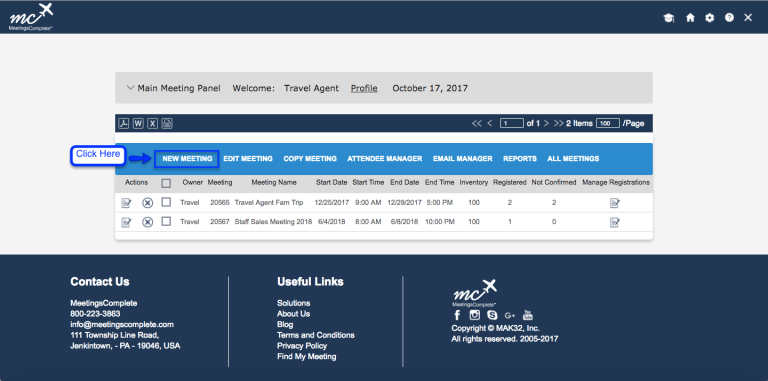 mc
MeetingsComplete
Main Meeting Panel Welcome: Travel Agent Profile October 17, 2017
W X
<< < 1 of 1 > >> 2 Items 100 /Page
Click Here
NEW MEETING EDIT MEETING COPY MEETING ATTENDEE MANAGER EMAIL MANAGER REPORTS ALL MEETINGS
Actions Owner Meeting Meeting Name Start Date Start Time End Date End Time Inventory Registered Not Confirmed Manage Registrations
Travel 20565 Travel Agent Fam Trip 12/25/2017 9:00 AM 12/29/2017 5:00 PM 100 2 2
Travel 20567 Staff Sales Meeting 2018 6/4/2018 8:00 AM 6/8/2018 10:00 PM 100 1 0
Contact Us
MeetingsComplete
800-223-3863
info@meetingscomplete.com
111 Township Line Road,
Jenkintown, - PA - 19046, USA
Useful Links
Solutions
About Us
Blog
Terms and Conditions
Privacy Policy
Find My Meeting
mc
MeetingsComplete
f G+ You Tube
Copyright © MAK32, Inc.
All rights reserved. 2005-2017